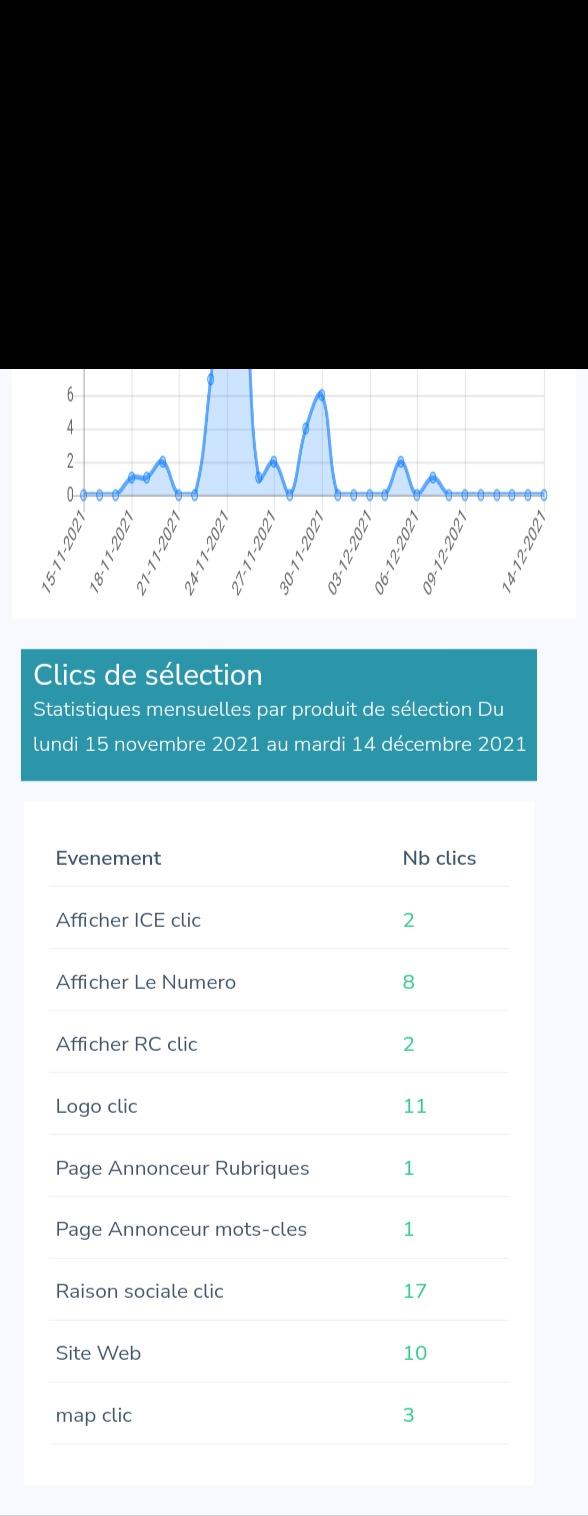 6
4
2
0
15-11-2021
18-11-2021
21-11-2021
24-11-2021
27-11-2021
30-11-2021
03-12-2021
06-12-2021
09-12-2021
14-12-2021
Clics de sélection
Statistiques mensuelles par produit de sélection Du
lundi 15 novembre 2021 au mardi 14 décembre 2021
Evenement Nb clics
Afficher ICE clic 2
Afficher Le Numero 8
Afficher RC clic 2
Logo clic 11
Page Annonceur Rubriques 1
Page Annonceur mots-cles 1
Raison sociale clic 17
Site Web 10
map clic 3